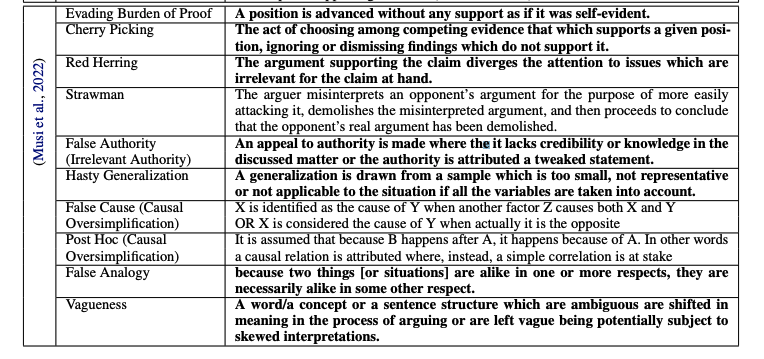 (Musi et al., 2022)
Evading Burden of Proof
A position is advanced without any support as if it was self-evident.
Cherry Picking
The act of choosing among competing evidence that which supports a given posi-
tion, ignoring or dismissing findings which do not support it.
Red Herring
The argument supporting the claim diverges the attention to issues which are
irrelevant for the claim at hand.
Strawman
The arguer misinterprets an opponent's argument for the purpose of more easily
attacking it, demolishes the misinterpreted argument, and then proceeds to conclude
that the opponent's real argument has been demolished.
False Authority
(Irrelevant Authority)
An appeal to authority is made where the it lacks credibility or knowledge in the
discussed matter or the authority is attributed a tweaked statement.
Hasty Generalization
A generalization is drawn from a sample which is too small, not representative
or not applicable to the situation if all the variables are taken into account.
False Cause (Causal
Oversimplification)
X is identified as the cause of Y when another factor Z causes both X and Y
OR X is considered the cause of Y when actually it is the opposite
Post Hoc (Causal
Oversimplification)
It is assumed that because B happens after A, it happens because of A. In other words
a causal relation is attributed where, instead, a simple correlation is at stake
False Analogy
because two things [or situations] are alike in one or more respects, they are
necessarily alike in some other respect.
Vagueness
A word/a concept or a sentence structure which are ambiguous are shifted in
meaning in the process of arguing or are left vague being potentially subject to
skewed interpretations.